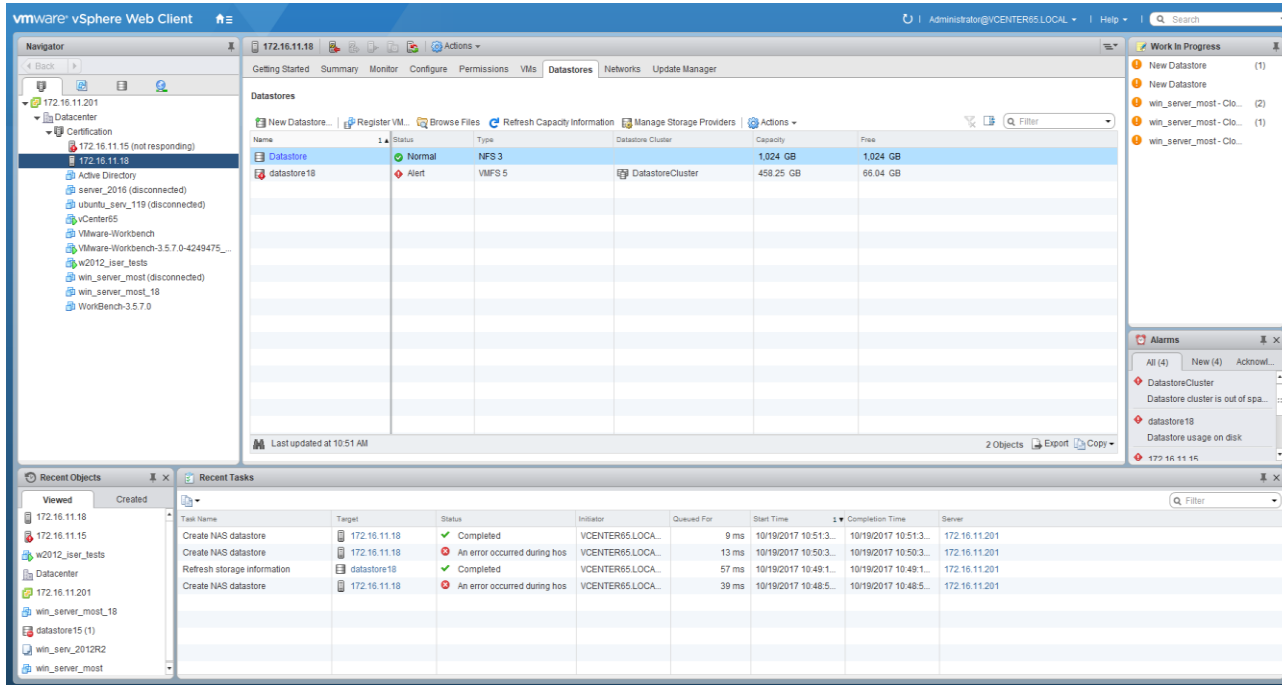 vmware® vSphere Web Client
Administrator@VCENTER65.LOCAL | Help | Search
Navigator
Back
172.16.11.201
Datacenter
Certification
172.16.11.15 (not responding)
172.16.11.18
Active Directory
server_2016 (disconnected)
ubuntu_serv_119 (disconnected)
vCenter65
VMware-Workbench
VMware-Workbench-3.5.7.0-4249475_...
w2012_iser_tests
win_server_most (disconnected)
win_server_most_18
WorkBench-3.5.7.0
172.16.11.18 Actions
Getting Started Summary Monitor Configure Permissions VMs Datastores Networks Update Manager
Datastores
New Datastore... | Register VM... Browse Files Refresh Capacity Information Manage Storage Providers | Actions Filter
Name 1 Status Type Datastore Cluster Capacity Free
Datastore Normal NFS 3 1,024 GB 1,024 GB
datastore18 Alert VMFS 5 DatastoreCluster 458.25 GB 66.04 GB
Last updated at 10:51 AM 2 Objects Export Copy
Work In Progress
New Datastore (1)
New Datastore
win_server_most - Clo... (2)
win_server_most - Clo... (1)
win_server_most - Clo...
Alarms
All (4) New (4) Acknowl...
DatastoreCluster
Datastore cluster is out of spa...
datastore18
Datastore usage on disk
172.16.11.15
Recent Objects
Viewed Created
172.16.11.18
172.16.11.15
w2012_iser_tests
Datacenter
172.16.11.201
win_server_most_18
datastore15 (1)
win_serv_2012R2
win_server_most
Recent Tasks
Filter
Task Name Target Status Initiator Queued For Start Time 1 Completion Time Server
Create NAS datastore 172.16.11.18 Completed VCENTER65.LOCA... 9 ms 10/19/2017 10:51:3... 10/19/2017 10:51:3... 172.16.11.201
Create NAS datastore 172.16.11.18 An error occurred during hos VCENTER65.LOCA... 13 ms 10/19/2017 10:50:3... 10/19/2017 10:50:3... 172.16.11.201
Refresh storage information datastore18 Completed VCENTER65.LOCA... 57 ms 10/19/2017 10:49:1... 10/19/2017 10:49:1... 172.16.11.201
Create NAS datastore 172.16.11.18 An error occurred during hos VCENTER65.LOCA... 39 ms 10/19/2017 10:48:5... 10/19/2017 10:48:5... 172.16.11.201